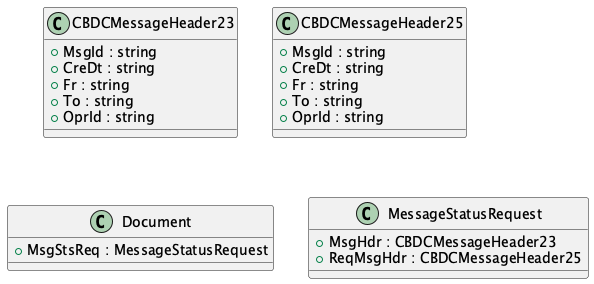 C CBDCMessageHeader23
MsgId : string
CreDt : string
Fr : string
To : string
OprId : string
C CBDCMessageHeader25
MsgId : string
CreDt : string
Fr : string
To : string
OprId : string
C Document
MsgStsReq : MessageStatusRequest
C MessageStatusRequest
MsgHdr : CBDCMessageHeader23
ReqMsgHdr : CBDCMessageHeader25